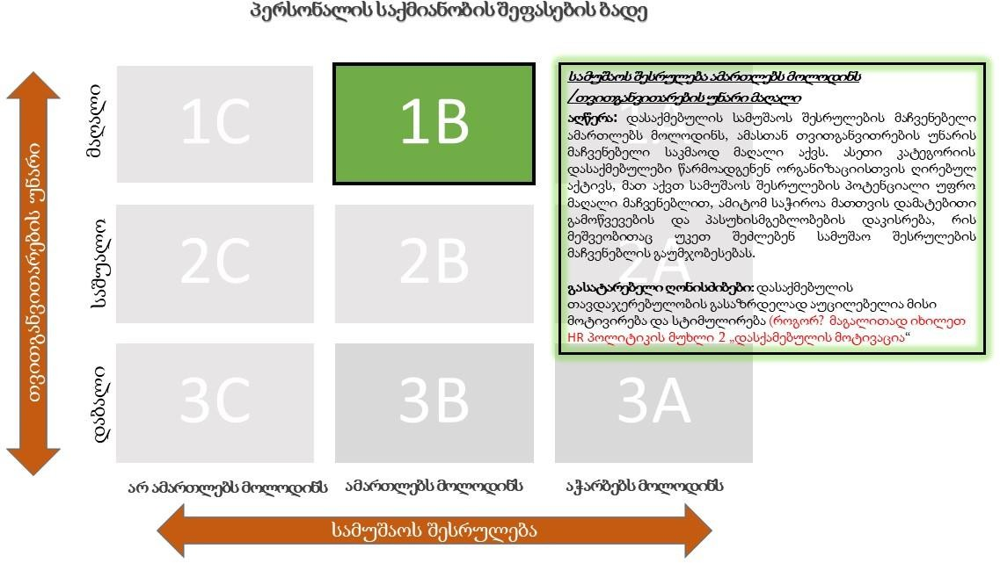 პერსონალის საქმიანობის შეფასების ბადე
თვითგანვითარების უნარი
მაღალი
საშუალო
დაბალი
1C
1B
1A
2C
2B
2A
3C
3B
3A
სამუშაოს შესრულება ამართლებს მოლოდინს
/თვითგანვითარების უნარი მაღალი
აღწერა: დასაქმებულის სამუშაოს შესრულების მაჩვენებელი
ამართლებს მოლოდინს, ამასთან თვითგანვითრების უნარის
მაჩვენებელი საკმაოდ მაღალი აქვს. ასეთი კატეგორიის
დასაქმებულები წარმოადგენენ ორგანიზაციისთვის ღირებულ
აქტივს, მათ აქვთ სამუშაოს შესრულების პოტენციალი უფრო
მაღალი მაჩვენებლით, ამიტომ საჭიროა მათთვის დამატებითი
გამოწვევების და პასუხისმგებლობების დაკისრება, რის
მეშვეობითაც უკეთ შეძლებენ სამუშაო შესრულების
მაჩვენებლის გაუმჯობესებას.
გასატარებელი ღონისძიბები: დასაქმებულის
თავდაჯერებულობის გასაზრდელად აუცილებელია მისი
მოტივირება და სტიმულირება (როგორ? მაგალითად იხილეთ
HR პოლიტიკის მუხლი 2 „დასქამებულის მოტივაცია“
არ ამართლებს მოლოდინს
ამართლებს მოლოდინს
აჭარბებს მოლოდინს
სამუშაოს შესრულება